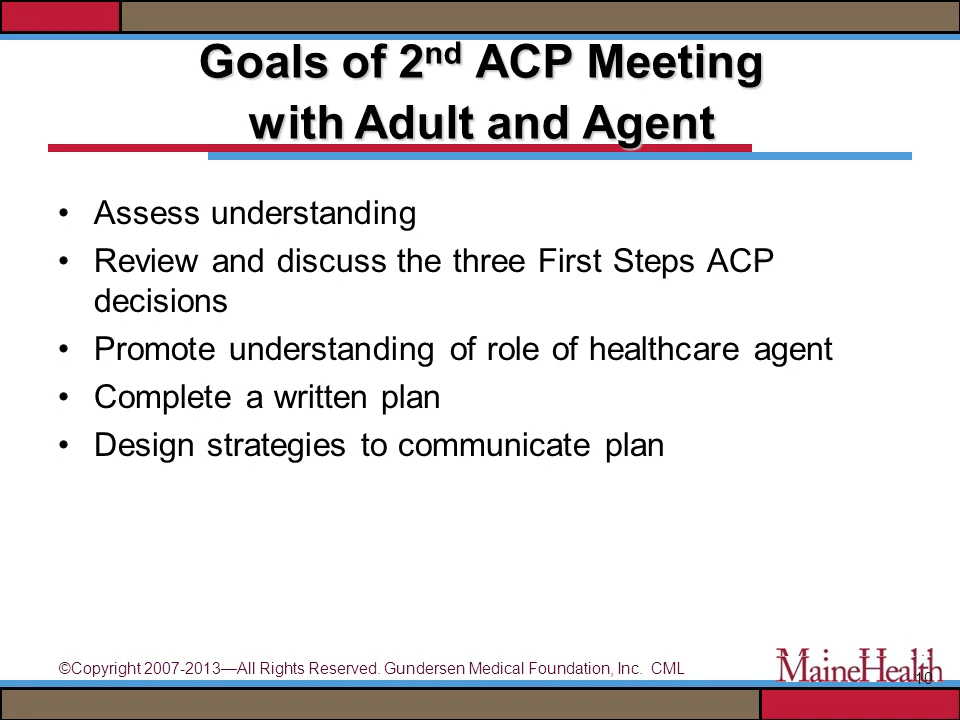 Goals of 2nd ACP Meeting
with Adult and Agent
• Assess understanding
• Review and discuss the three First Steps ACP
decisions
• Promote understanding of role of healthcare agent
• Complete a written plan
• Design strategies to communicate plan
©Copyright 2007-2013—All Rights Reserved. Gundersen Medical Foundation, Inc. CML
MaineHealth
10